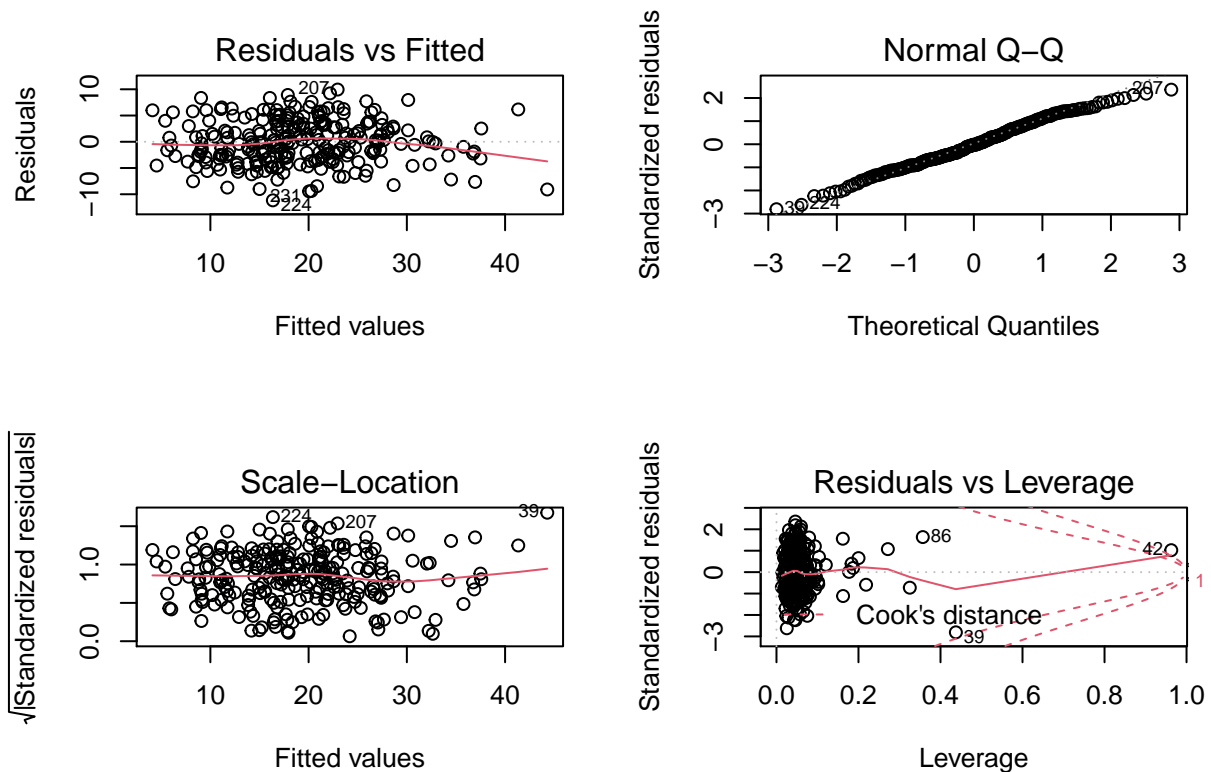 Residuals vs Fitted
Residuals
10
0
−10
207
231
224
10 20 30 40
Fitted values
Normal Q−Q
Standardized residuals
2
0
−3
207
39
224
−3 −2 −1 0 1 2 3
Theoretical Quantiles
Scale−Location
√|Standardized residuals|
1.0
0.0
224
207
39
10 20 30 40
Fitted values
Residuals vs Leverage
Standardized residuals
2
0
−3
86
42
1
Cook's distance
39
0.0 0.2 0.4 0.6 0.8 1.0
Leverage